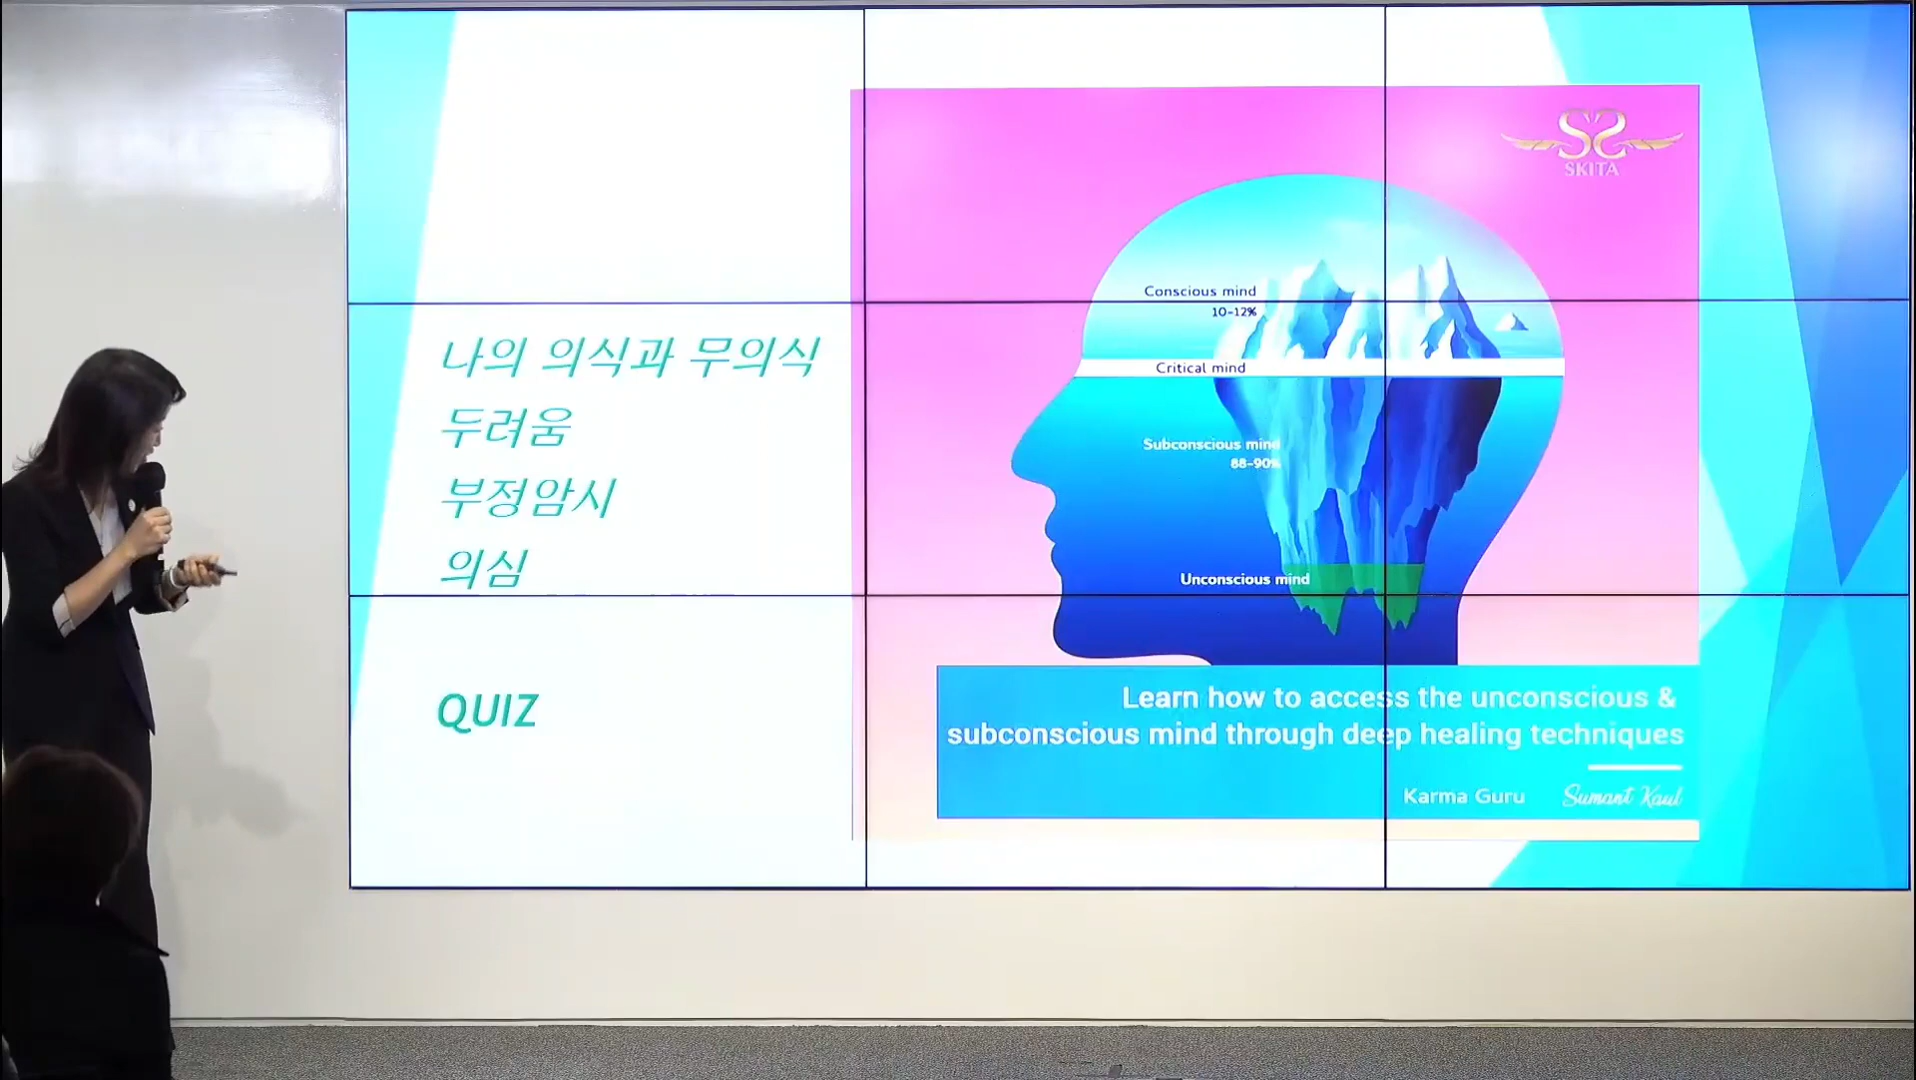 나의 의식과 무의식
두려움
부정암시
의심
QUIZ
SKITA
Conscious mind
10-12%
Critical mind
Subconscious mind
88-90%
Unconscious mind
Learn how to access the unconscious &
subconscious mind through deep healing techniques
Karma Guru Sumant Kaul